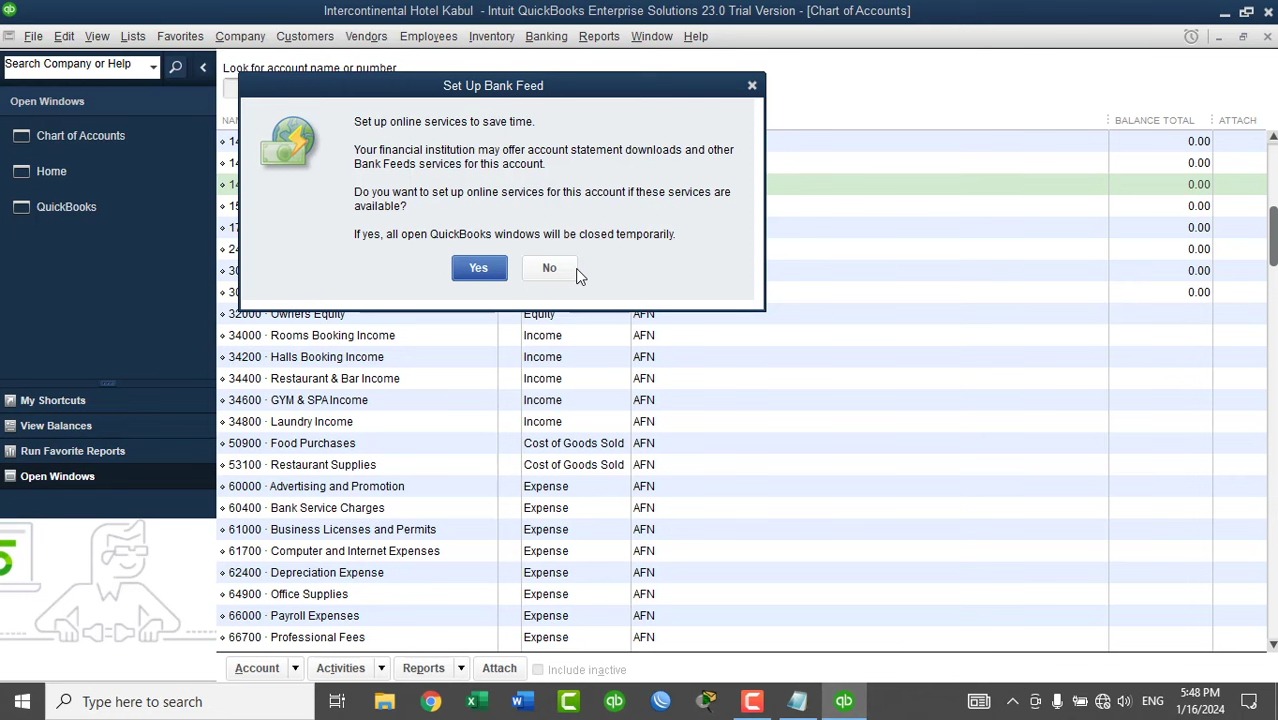 Intercontinental Hotel Kabul - Intuit QuickBooks Enterprise Solutions 23.0 Trial Version - [Chart of Accounts]
File Edit View Lists Favorites Company Customers Vendors Employees Inventory Banking Reports Window Help
Search Company or Help
Look for account name or number
Set Up Bank Feed
Set up online services to save time.
Your financial institution may offer account statement downloads and other
Bank Feeds services for this account.
Do you want to set up online services for this account if these services are
available?
If yes, all open QuickBooks windows will be closed temporarily.
Yes No
Open Windows
Chart of Accounts
Home
QuickBooks
My Shortcuts
View Balances
Run Favorite Reports
Open Windows
NA BALANCE TOTAL ATTACH
14 0.00
14 0.00
14 0.00
15 0.00
17 0.00
24 0.00
30 0.00
30 0.00
32000 · Owners Equity Equity AFN
34000 · Rooms Booking Income Income AFN
34200 · Halls Booking Income Income AFN
34400 · Restaurant & Bar Income Income AFN
34600 · GYM & SPA Income Income AFN
34800 · Laundry Income Income AFN
50900 · Food Purchases Cost of Goods Sold AFN
53100 · Restaurant Supplies Cost of Goods Sold AFN
60000 · Advertising and Promotion Expense AFN
60400 · Bank Service Charges Expense AFN
61000 · Business Licenses and Permits Expense AFN
61700 · Computer and Internet Expenses Expense AFN
62400 · Depreciation Expense Expense AFN
64900 · Office Supplies Expense AFN
66000 · Payroll Expenses Expense AFN
66700 · Professional Fees Expense AFN
Account Activities Reports Attach Include inactive
Type here to search
ENG
5:48 PM
1/16/2024